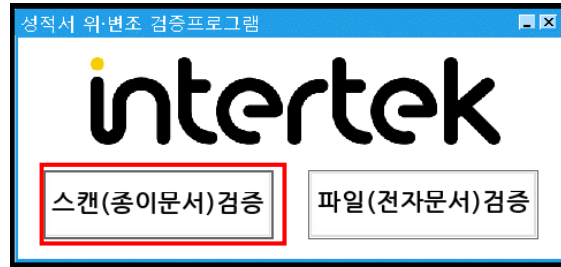 성적서 위·변조 검증프로그램
intertek
스캔(종이문서)검증
파일(전자문서)검증